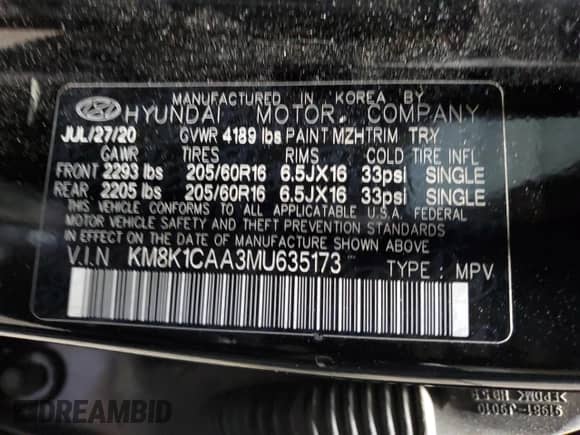 MANUFACTURED IN KOREA BY
HYUNDAI MOTOR COMPANY
JUL/27/20 GVWR 4189 lbs PAINT MZH TRIM TRY
GAWR TIRES RIMS COLD TIRE INFL
FRONT 2293 lbs 205/60R16 6.5JX16 33psi SINGLE
REAR 2205 lbs 205/60R16 6.5JX16 33psi SINGLE
THIS VEHICLE CONFORMS TO ALL APPLICABLE U.S.A. FEDERAL
MOTOR VEHICLE SAFETY AND THEFT PREVENTION STANDARDS
IN EFFECT ON THE DATE OF MANUFACTURE SHOWN ABOVE.
V.I.N KM8K1CAA3MU635173 TYPE : MPV
91981-J9010
>EPDM<
DREAMBID